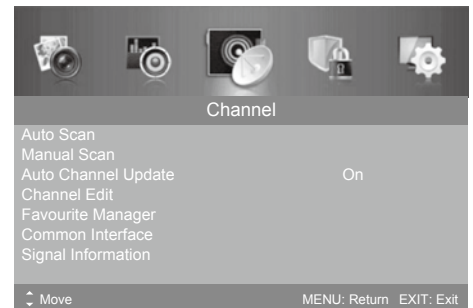 Channel
Auto Scan
Manual Scan
Auto Channel Update On
Channel Edit
Favourite Manager
Common Interface
Signal Information
Move MENU: Return EXIT: Exit